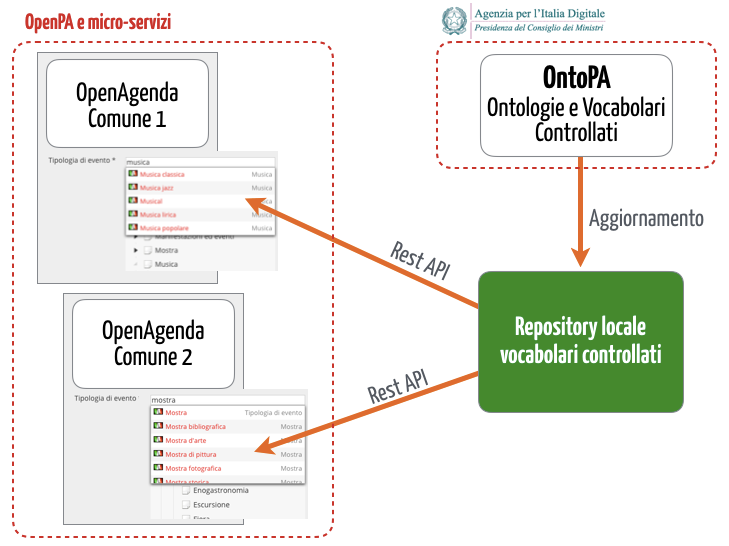 OpenPA e micro-servizi
Agenzia per l'Italia Digitale
Presidenza del Consiglio dei Ministri
OpenAgenda
Comune 1
Tipologia di evento *
musica
Musica classica Musica
Musica jazz Musica
Musical Musica
Musica lirica Musica
Musica popolare Musica
Manifestazioni ed eventi
Mostra
Musica
OntoPA
Ontologie e Vocabolari
Controllati
Aggiornamento
Rest API
Repository locale
vocabolari controllati
Rest API
OpenAgenda
Comune 2
Tipologia di evento
mostra
Mostra Tipologia di evento
Mostra bibliografica Mostra
Mostra d'arte Mostra
Mostra di pittura Mostra
Mostra fotografica Mostra
Mostra storica Mostra
Enogastronomia
Escursione
Fiera